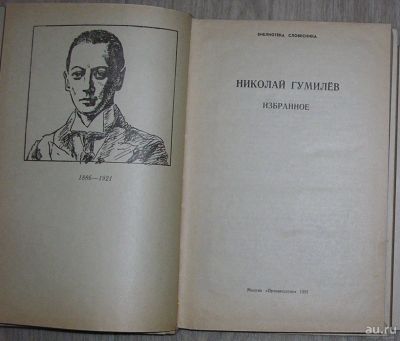 1886—1921
БИБЛИОТЕКА СЛОВЕСНИКА
НИКОЛАЙ ГУМИЛЁВ
ИЗБРАННОЕ
Москва «Просвещение» 1991
au.ru